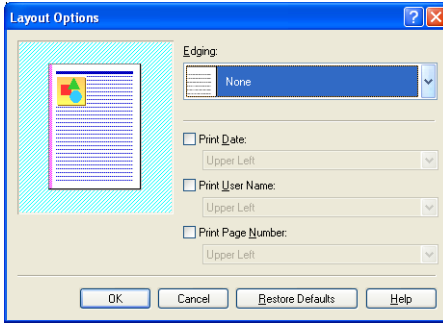 Layout Options
Edging:
None
Print Date:
Upper Left
Print User Name:
Upper Left
Print Page Number:
Upper Left
OK Cancel Restore Defaults Help